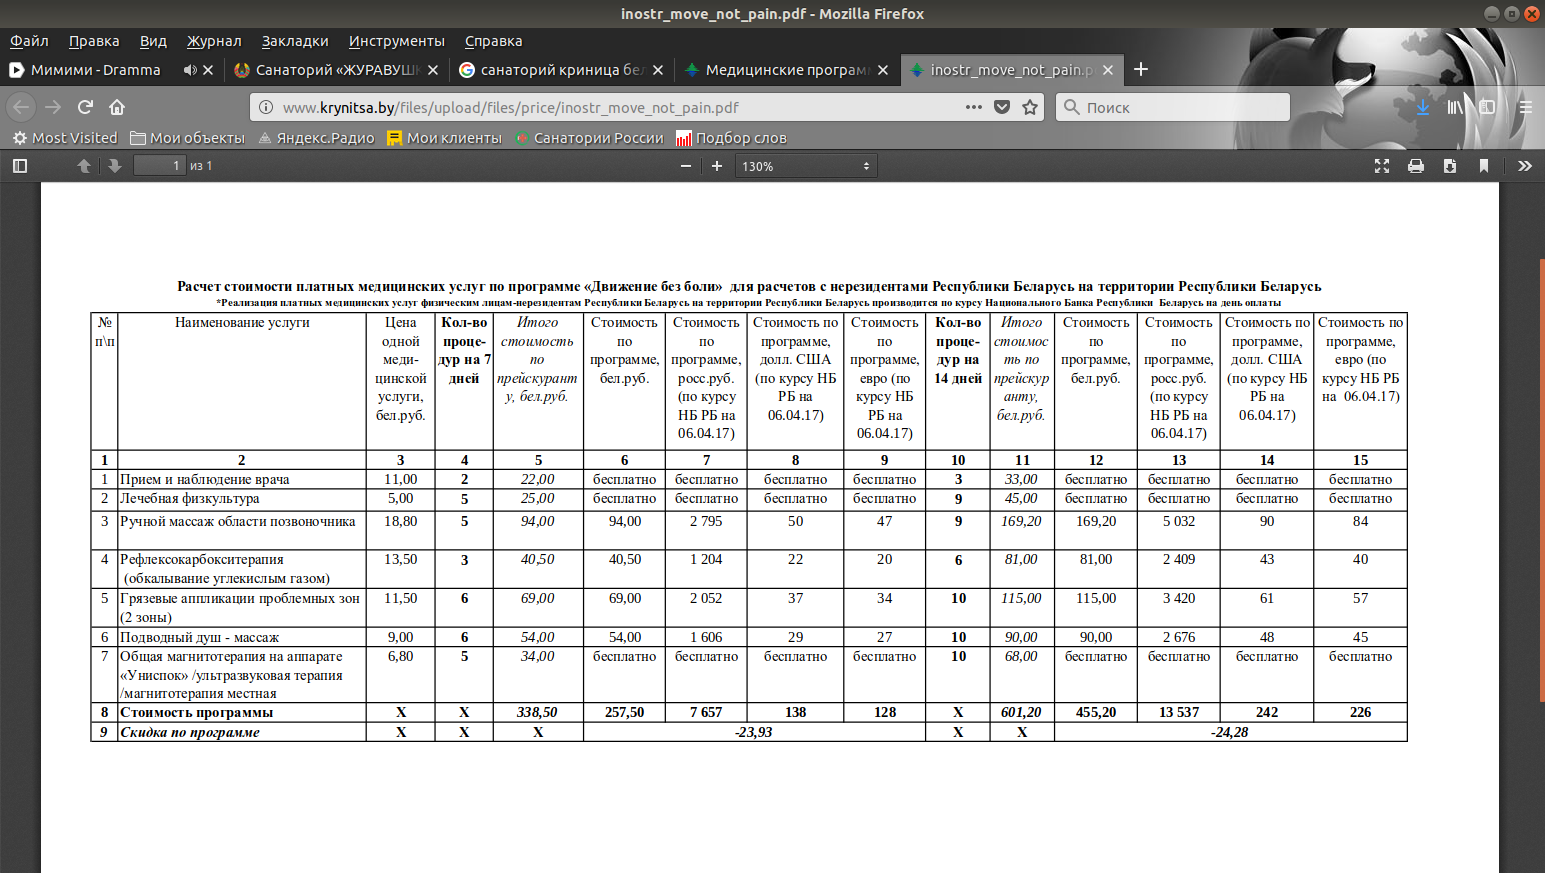 inostr_move_not_pain.pdf - Mozilla Firefox
Файл Правка Вид Журнал Закладки Инструменты Справка
Мимими - Dramma Санаторий «ЖУРАВУШК санаторий криница бел Медицинские програм inostr_move_not_pain.p
www.krynitsa.by/files/upload/files/price/inostr_move_not_pain.pdf Поиск
Most Visited Мои объекты Яндекс.Радио Мои клиенты Санатории России Подбор слов
1 из 1 130%
Расчет стоимости платных медицинских услуг по программе «Движение без боли» для расчетов с нерезидентами Республики Беларусь на территории Республики Беларусь
*Реализация платных медицинских услуг физическим лицам-нерезидентам Республики Беларусь на территории Республики Беларусь производится по курсу Национального Банка Республики Беларусь на день оплаты
№ Наименование услуги Цена Кол-во Итого Стоимость Стоимость Стоимость по Стоимость Кол-во Итого Стоимость Стоимость Стоимость по Стоимость по
п\п одной проце- стоимость по по программе, по проце- стоимос по по программе, программе,
меди- дур на 7 по программе, программе, долл. США программе, дур на ть по программе, программе, долл. США евро (по
цинской дней прейскурант бел.руб. росс.руб. (по курсу НБ евро (по 14 дней прейскур бел.руб. росс.руб. (по курсу НБ курсу НБ РБ
услуги, у, бел.руб. (по курсу РБ на курсу НБ анту, (по курсу РБ на на 06.04.17)
бел.руб. НБ РБ на 06.04.17) РБ на бел.руб. НБ РБ на 06.04.17)
06.04.17) 06.04.17) 06.04.17)
1 2 3 4 5 6 7 8 9 10 11 12 13 14 15
1 Прием и наблюдение врача 11,00 2 22,00 бесплатно бесплатно бесплатно бесплатно 3 33,00 бесплатно бесплатно бесплатно бесплатно
2 Лечебная физкультура 5,00 5 25,00 бесплатно бесплатно бесплатно бесплатно 9 45,00 бесплатно бесплатно бесплатно бесплатно
3 Ручной массаж области позвоночника 18,80 5 94,00 94,00 2 795 50 47 9 169,20 169,20 5 032 90 84
4 Рефлексокарбокситерапия 13,50 3 40,50 40,50 1 204 22 20 6 81,00 81,00 2 409 43 40
(обкалывание углекислым газом)
5 Грязевые аппликации проблемных зон 11,50 6 69,00 69,00 2 052 37 34 10 115,00 115,00 3 420 61 57
(2 зоны)
6 Подводный душ - массаж 9,00 6 54,00 54,00 1 606 29 27 10 90,00 90,00 2 676 48 45
7 Общая магнитотерапия на аппарате 6,80 5 34,00 бесплатно бесплатно бесплатно бесплатно 10 68,00 бесплатно бесплатно бесплатно бесплатно
«Униспок» /ультразвуковая терапия
/магнитотерапия местная
8 Стоимость программы X X 338,50 257,50 7 657 138 128 X 601,20 455,20 13 537 242 226
9 Скидка по программе X X X -23,93 X X -24,28